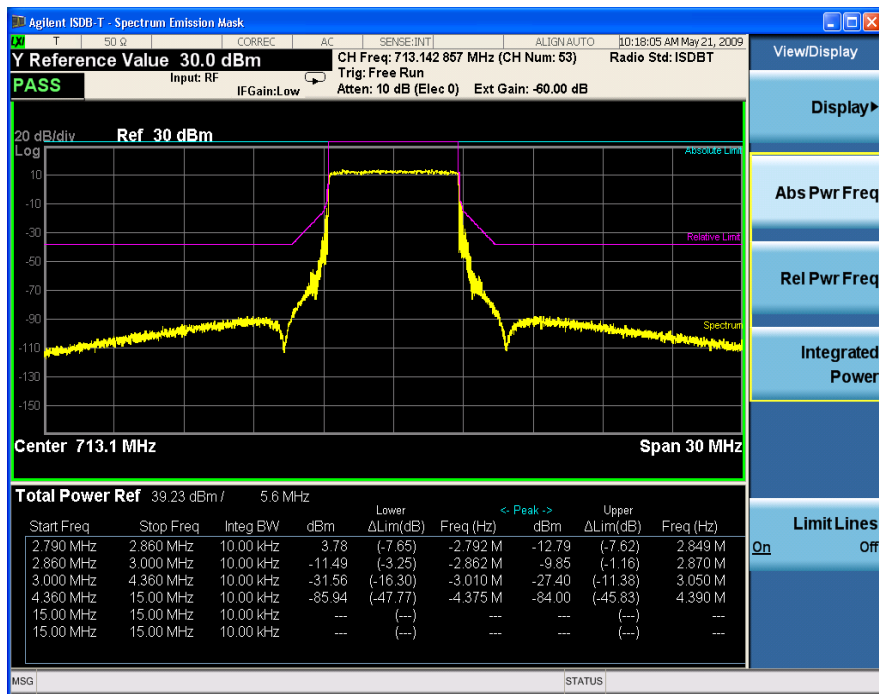 Agilent ISDB-T - Spectrum Emission Mask
LXI T 50 Ω CORREC AC SENSE:INT ALIGN AUTO 10:18:05 AM May 21, 2009
Y Reference Value 30.0 dBm
CH Freq: 713.142 857 MHz (CH Num: 53) Radio Std: ISDBT
Trig: Free Run
PASS
Input: RF
IFGain:Low
Atten: 10 dB (Elec 0) Ext Gain: -60.00 dB
20 dB/div Ref 30 dBm
Log
Absolute Limit
10
-10
-30
Relative Limit
-50
-70
-90
Spectrum
-110
-130
-150
Center 713.1 MHz Span 30 MHz
Total Power Ref 39.23 dBm / 5.6 MHz
Lower <- Peak -> Upper
Start Freq Stop Freq Integ BW dBm ΔLim(dB) Freq (Hz) dBm ΔLim(dB) Freq (Hz)
2.790 MHz 2.860 MHz 10.00 kHz 3.78 (-7.65) -2.792 M -12.79 (-7.62) 2.849 M
2.860 MHz 3.000 MHz 10.00 kHz -11.49 (-3.25) -2.862 M -9.85 (-1.16) 2.870 M
3.000 MHz 4.360 MHz 10.00 kHz -31.56 (-16.30) -3.010 M -27.40 (-11.38) 3.050 M
4.360 MHz 15.00 MHz 10.00 kHz -85.94 (-47.77) -4.375 M -84.00 (-45.83) 4.390 M
15.00 MHz 15.00 MHz 10.00 kHz --- (---) --- --- (---) ---
15.00 MHz 15.00 MHz 10.00 kHz --- (---) --- --- (---) ---
MSG STATUS
View/Display
Display
Abs Pwr Freq
Rel Pwr Freq
Integrated
Power
Limit Lines
On Off